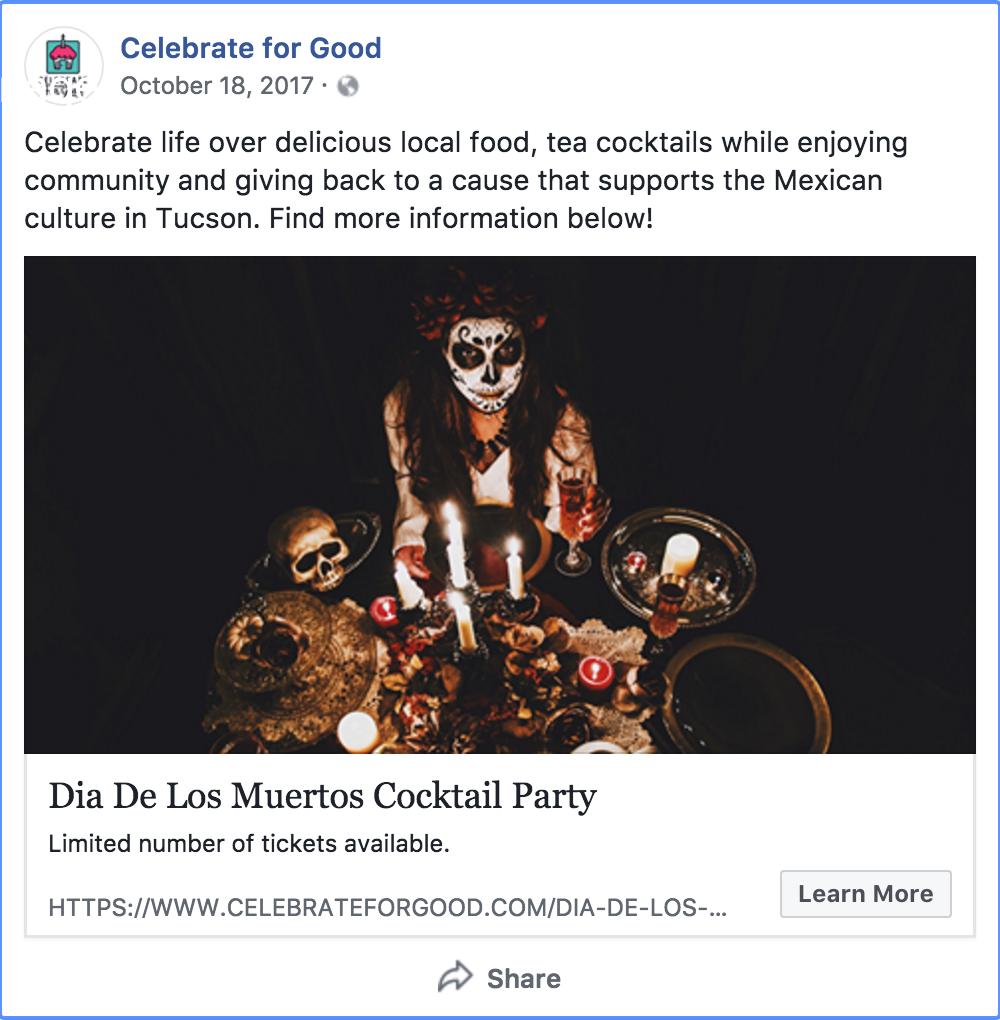 Celebrate for Good
October 18, 2017 ·
Celebrate life over delicious local food, tea cocktails while enjoying
community and giving back to a cause that supports the Mexican
culture in Tucson. Find more information below!
Dia De Los Muertos Cocktail Party
Limited number of tickets available.
HTTPS://WWW.CELEBRATEFORGOOD.COM/DIA-DE-LOS-...
Learn More
Share